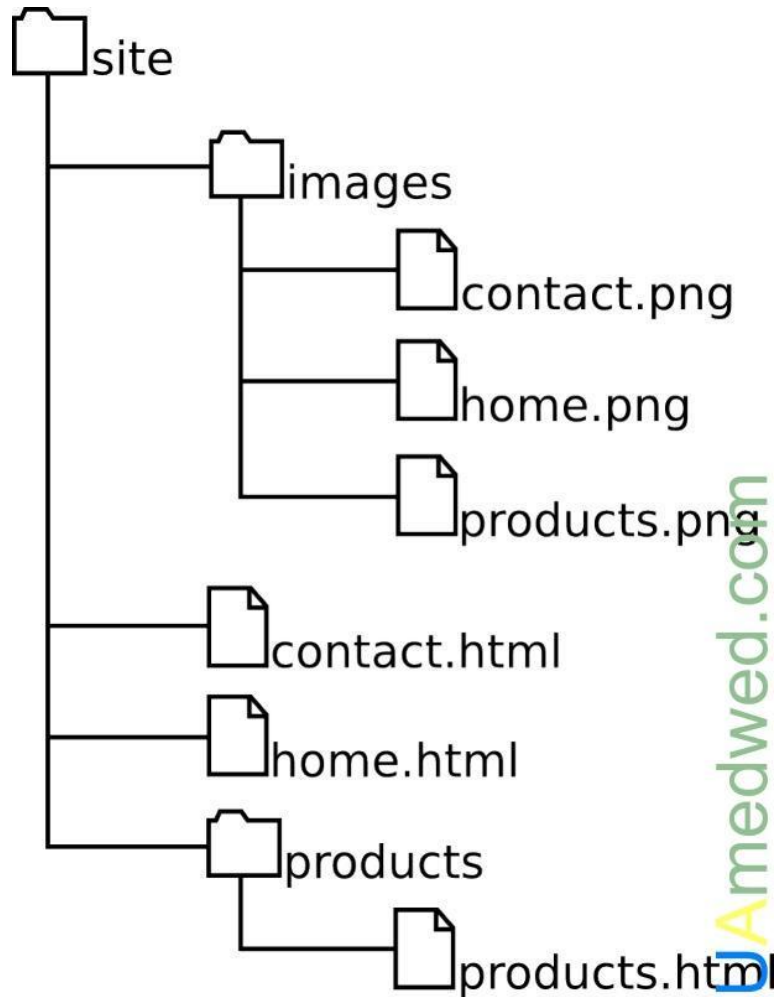 site
images
contact.png
home.png
products.png
contact.html
home.html
products
products.html
UAmedwed.com